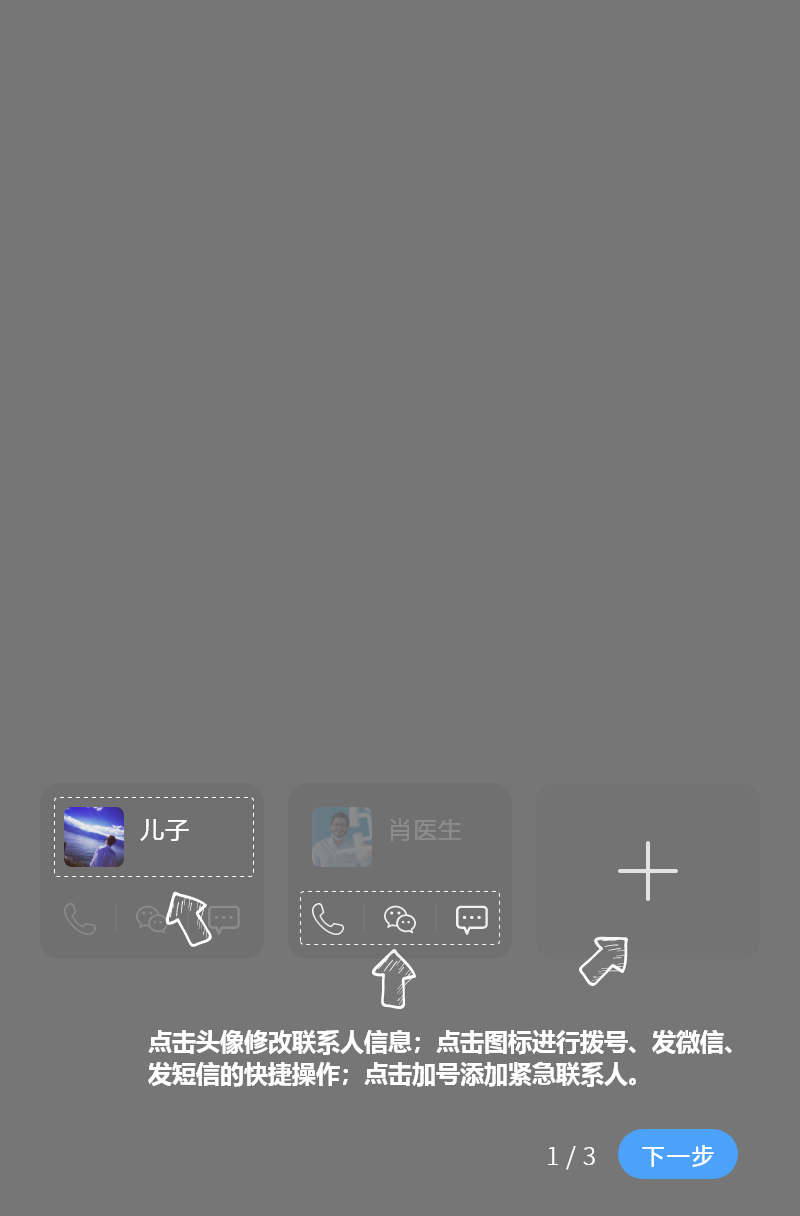 儿子
肖医生
点击头像修改联系人信息；点击图标进行拨号、发微信、
发短信的快捷操作；点击加号添加紧急联系人。
1 / 3
下一步